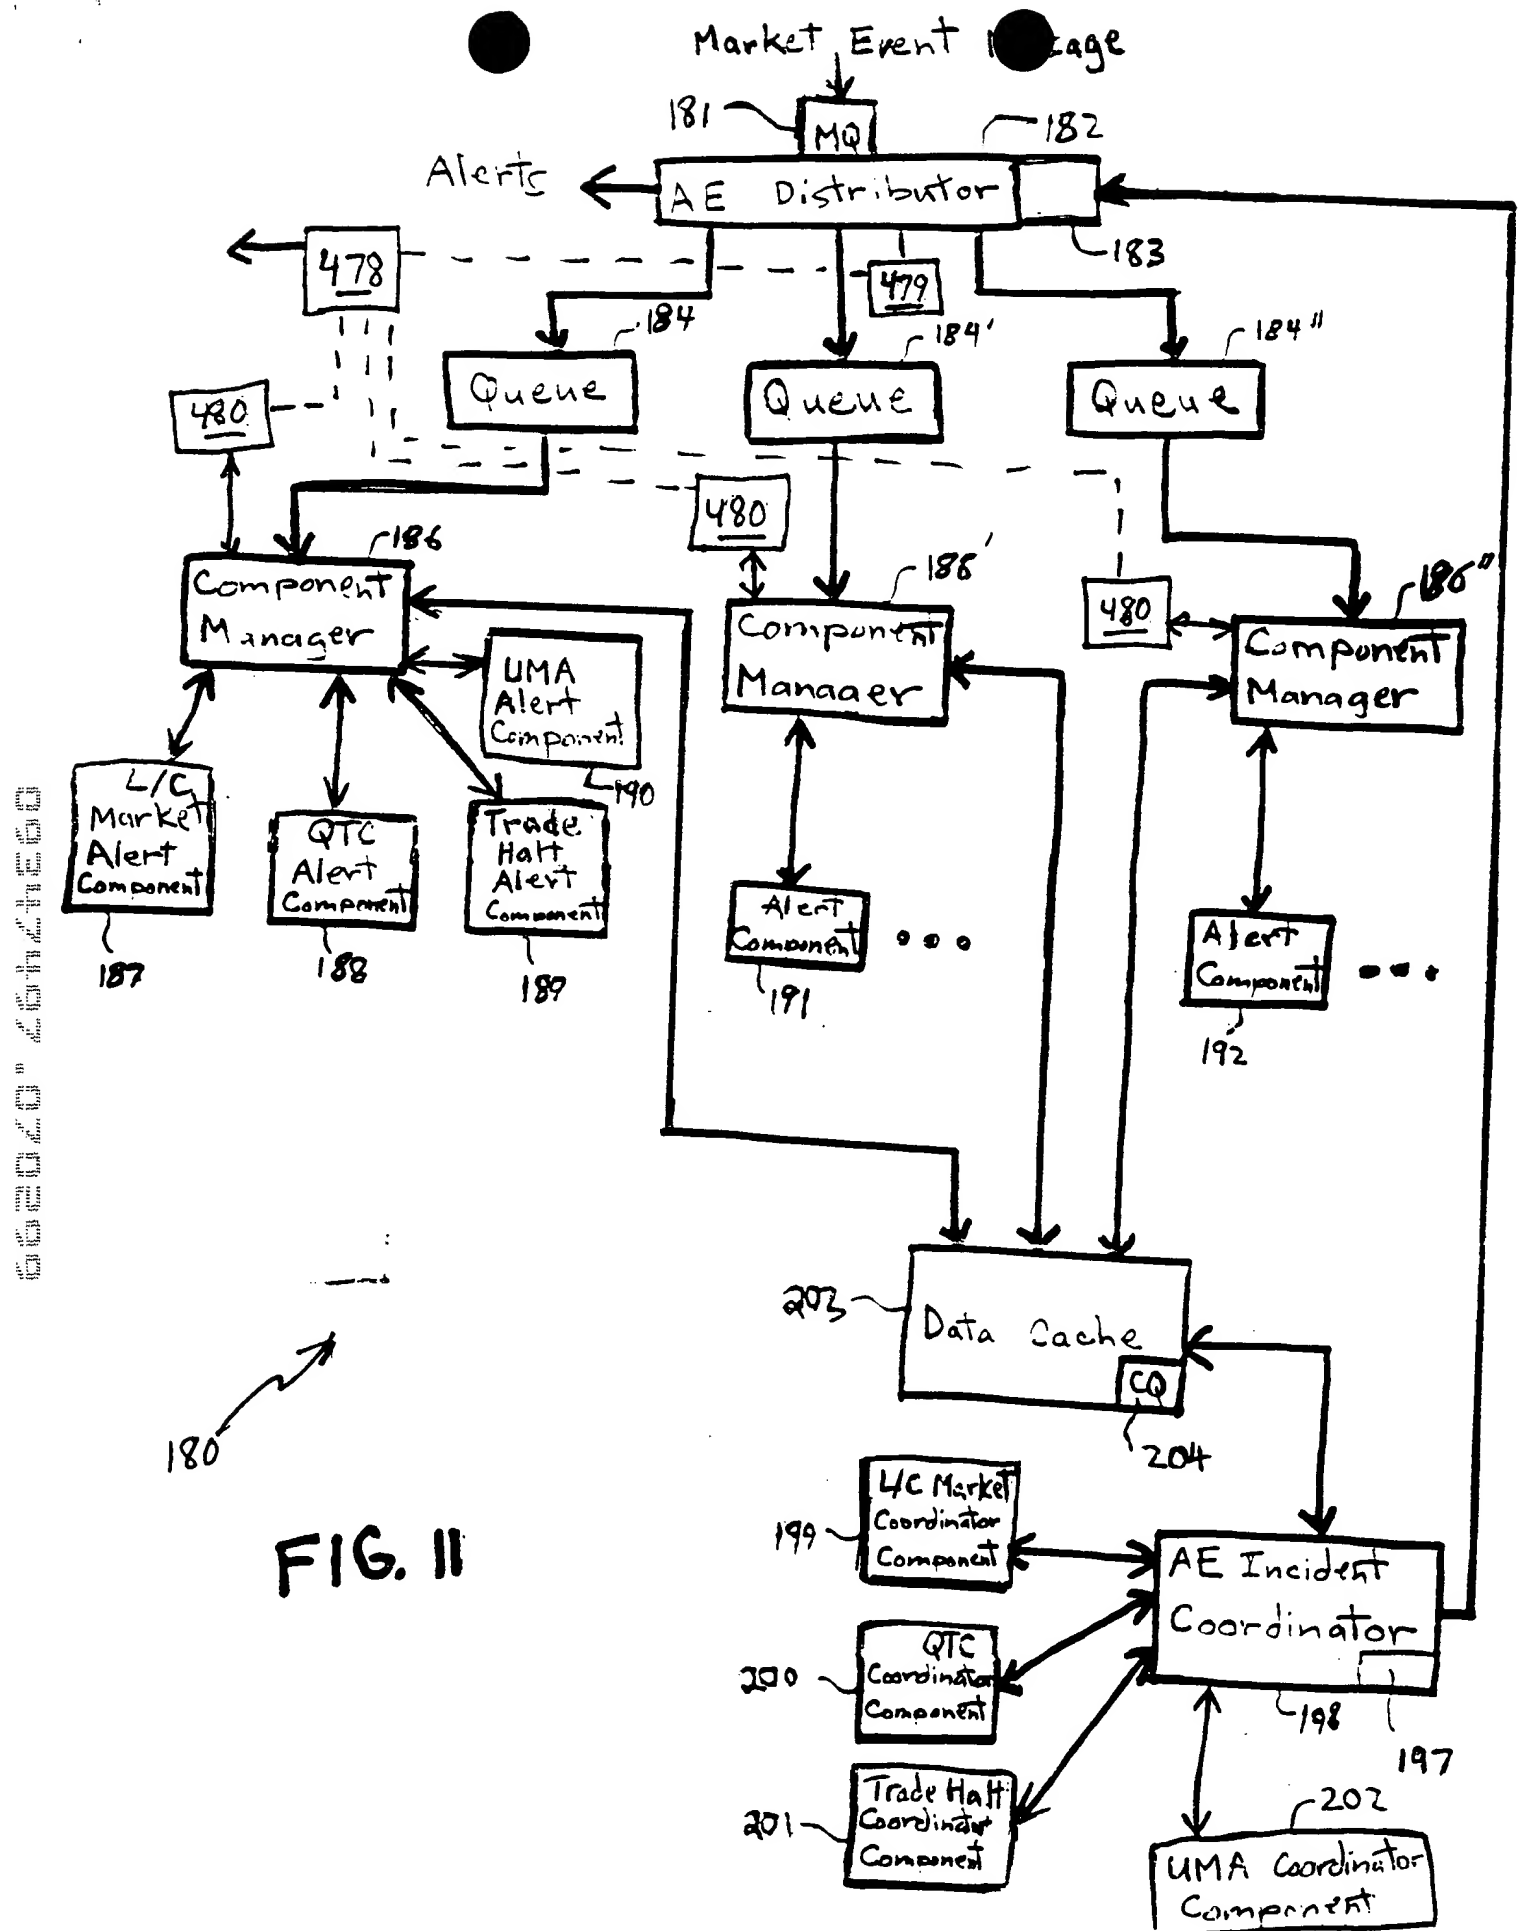 Market Event
181
MQ
182
Alerts
AE Distributor
183
478
479
184
184'
184"
Queue
Queue
Queue
480
480
480
186
186'
186"
Component
Manager
Component
Manager
Component
Manager
UMA
Alert
Component
190
L/C
Market
Alert
Component
187
QTC
Alert
Component
188
Trade
Halt
Alert
Component
189
Alert
Component
191
Alert
Component
192
203
Data Cache
CQ
204
180
FIG. 11
199
L/C Market
Coordinator
Component
AE Incident
Coordinator
198
197
200
QTC
Coordinator
Component
201
Trade Halt
Coordinator
Component
202
UMA Coordinator
Component